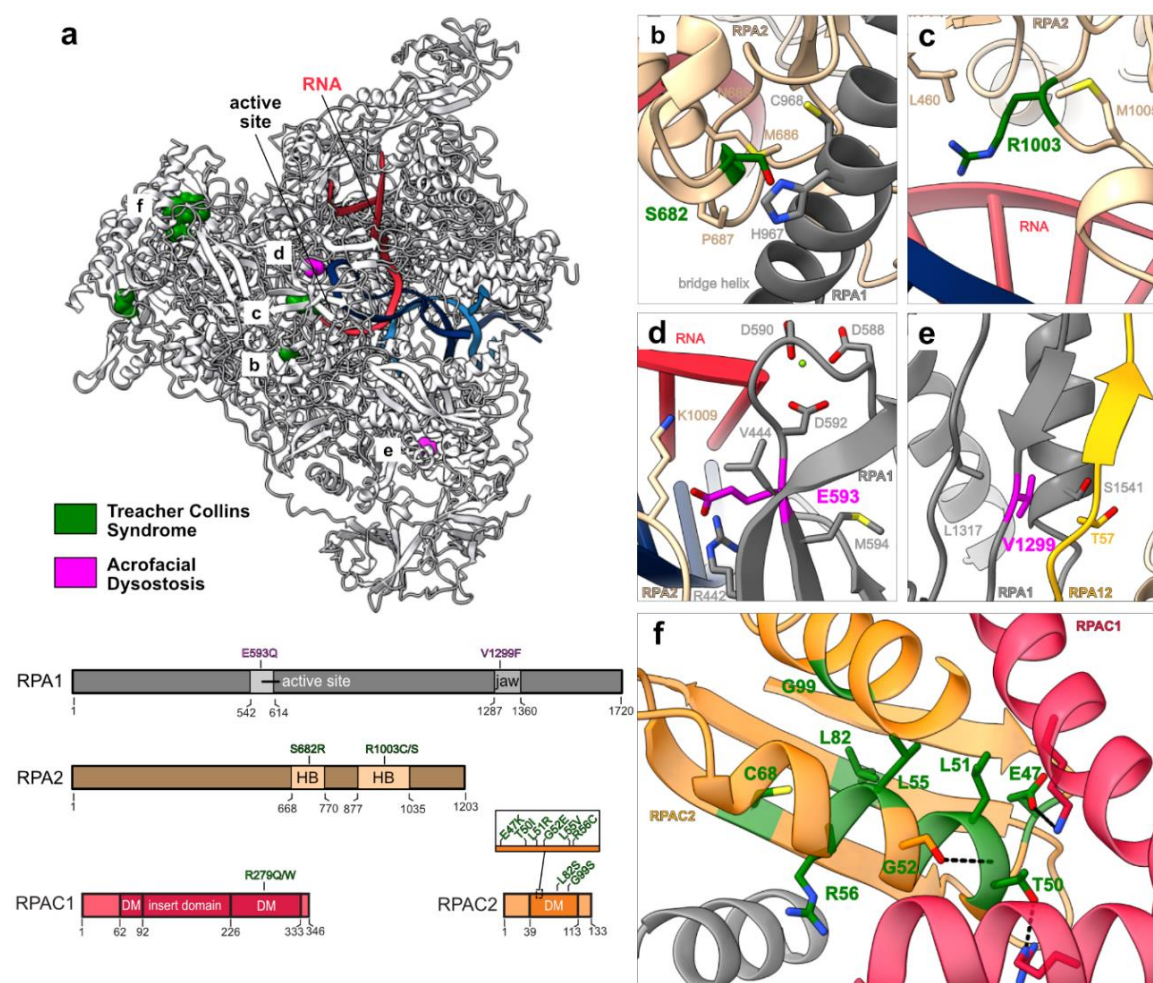 a
RNA
active
site
f
d
c
b
e
Treacher Collins
Syndrome
Acrofacial
Dysostosis
b
RPA2
N688
C968
M686
S682
P687
H967
bridge helix
RPA1
c
RPA2
L460
M1005
R1003
RNA
d
D590
D588
RNA
K1009
D592
V444
RPA1
E593
M594
RPA2
R442
e
S1541
L1317
V1299
T57
RPA1
RPA12
f
RPAC1
G99
L82
L51
E47
C68
L55
RPAC2
G52
T50
R56
E593Q
V1299F
RPA1
active site
jaw
1
542
614
1287
1360
1720
S682R
R1003C/S
RPA2
HB
HB
1
668
770
877
1035
1203
E47K
T50I
L51R
G52E
L55V
R56C
R279Q/W
L82S
G99S
RPAC1
DM
insert domain
DM
1
62
92
226
333
346
RPAC2
DM
1
39
113
133